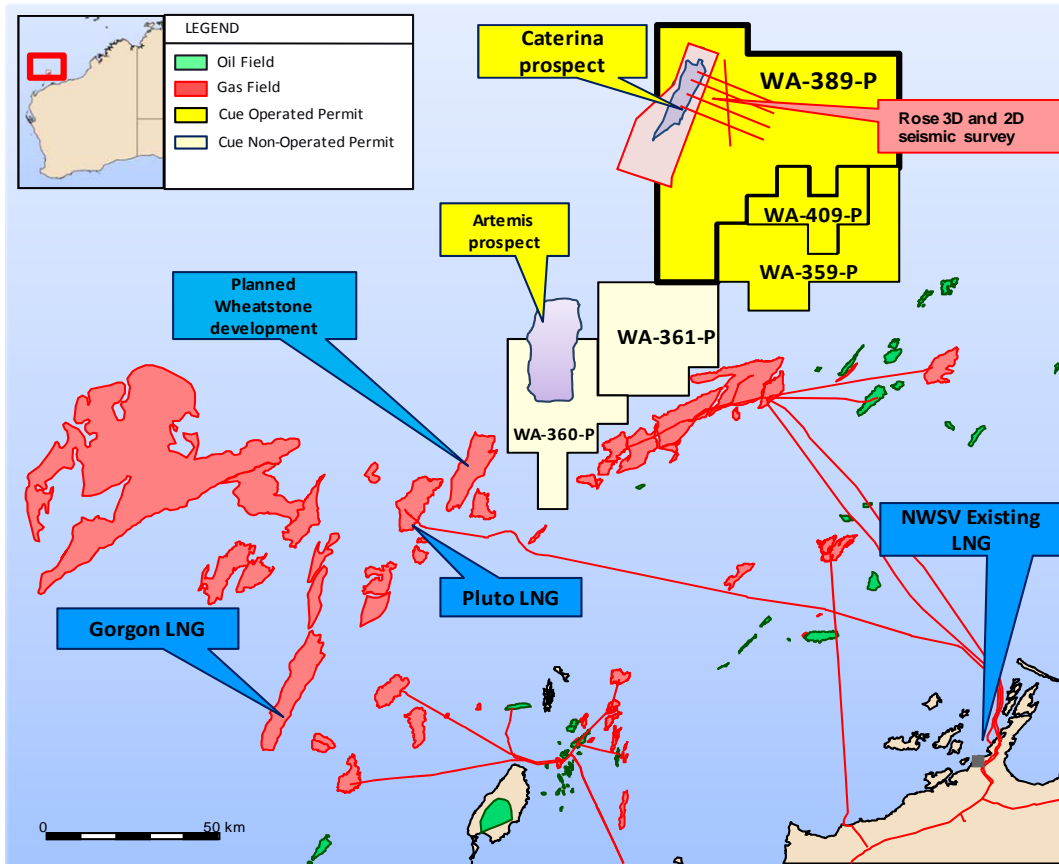 LEGEND
Oil Field
Gas Field
Cue Operated Permit
Cue Non-Operated Permit
Caterina
prospect
WA-389-P
Rose 3D and 2D
seismic survey
WA-409-P
WA-359-P
Artemis
prospect
Planned
Wheatstone
development
WA-361-P
WA-360-P
NWSV Existing
LNG
Pluto LNG
Gorgon LNG
0 50 km